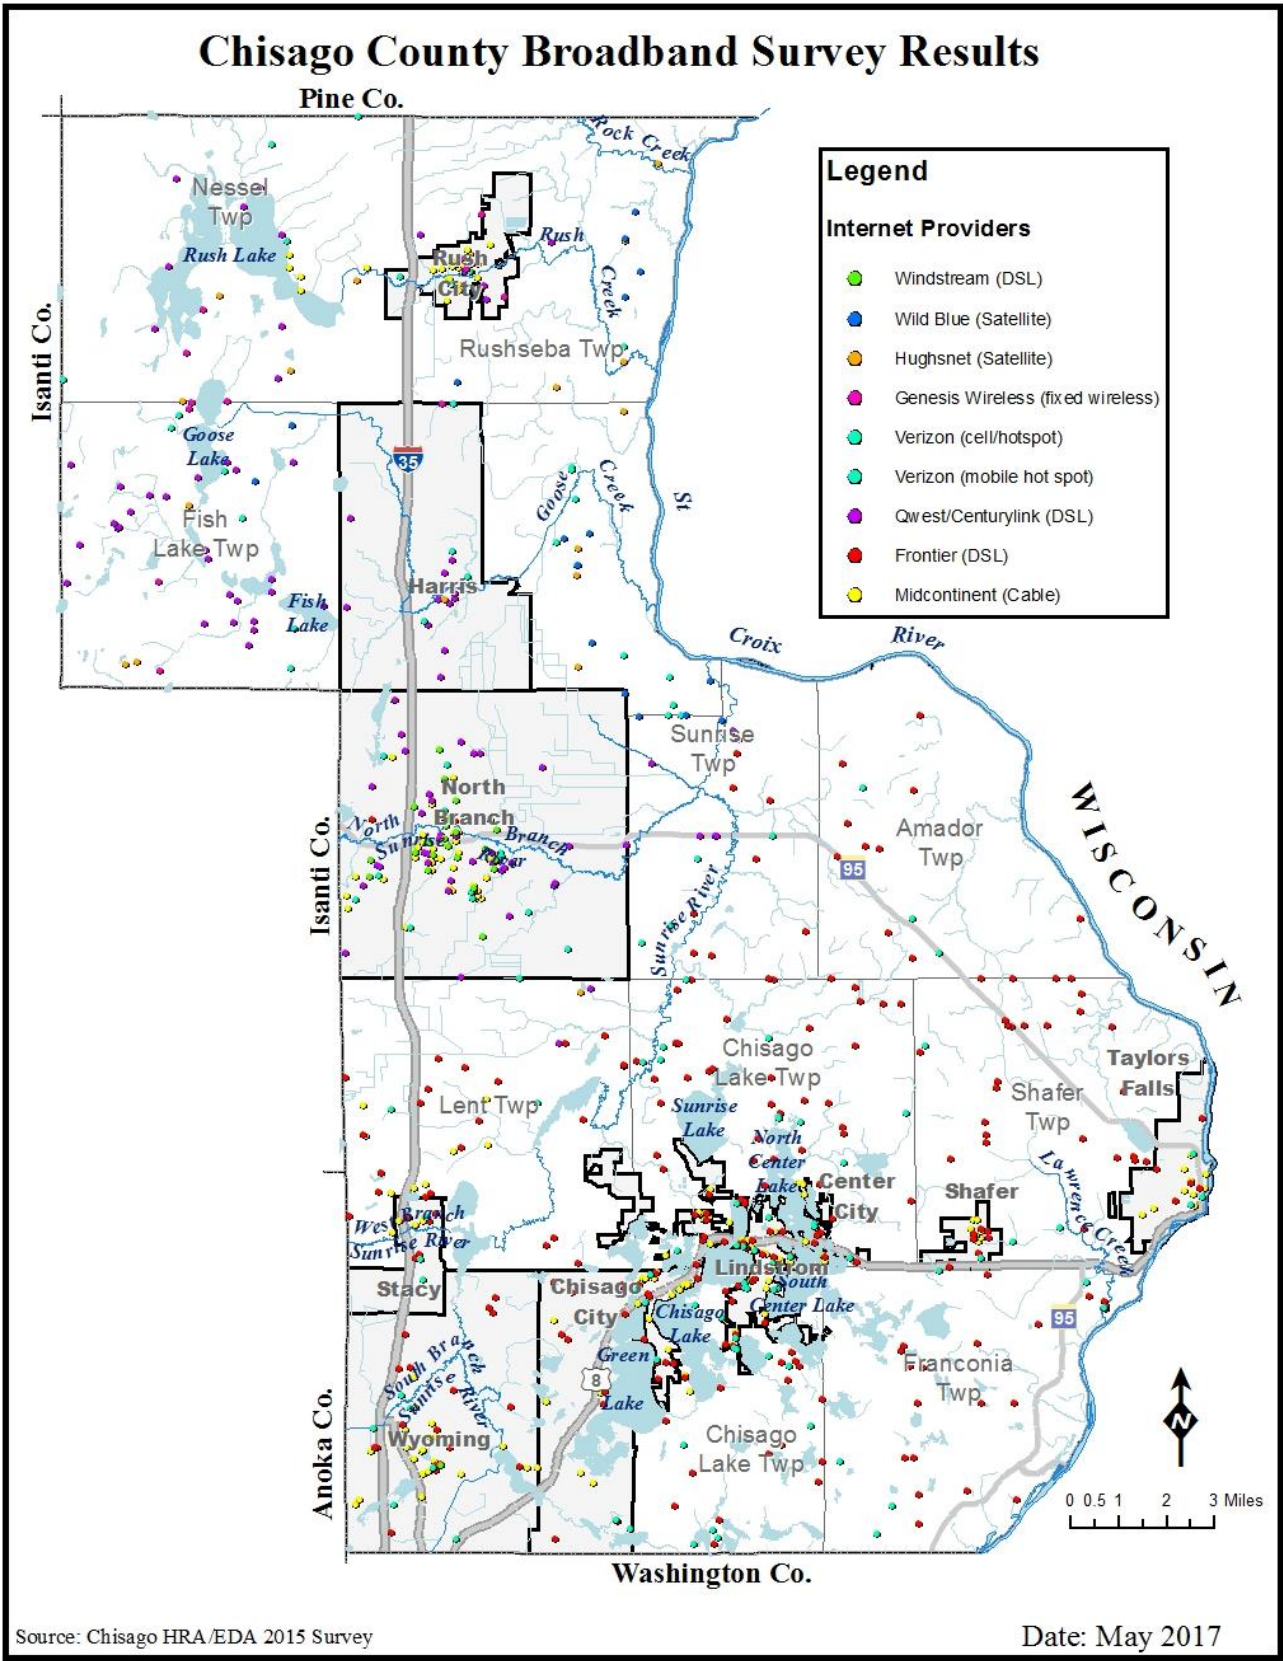 Chisago County Broadband Survey Results
Pine Co.
Rock Creek
Legend
Internet Providers
Windstream (DSL)
Wild Blue (Satellite)
Hughsnet (Satellite)
Genesis Wireless (fixed wireless)
Verizon (cell/hotspot)
Verizon (mobile hot spot)
Qwest/Centurylink (DSL)
Frontier (DSL)
Midcontinent (Cable)
Nessel
Twp
Rush Lake
Rush
City
Rush
Creek
Isanti Co.
Rushseba Twp
Goose
Lake
35
Goose
Creek
St
Croix
River
Fish
Lake Twp
Harris
Fish
Lake
Sunrise
Twp
North
Branch
North
Branch
Sunrise
River
Isanti Co.
Amador
Twp
95
WISCONSIN
Sunrise River
Chisago
Lake Twp
Taylors
Falls
Lent Twp
Shafer
Twp
Sunrise
Lake
North
Center
Lake
Center
City
Shafer
Lawrence Creek
West Branch
Sunrise River
Stacy
Chisago
City
Lindstrom
South
Center Lake
Chisago
Lake
95
South Branch
Sunrise River
Green
Lake
8
Franconia
Twp
Wyoming
Chisago
Lake Twp
Anoka Co.
N
0 0.5 1 2 3 Miles
Washington Co.
Source: Chisago HRA/EDA 2015 Survey
Date: May 2017